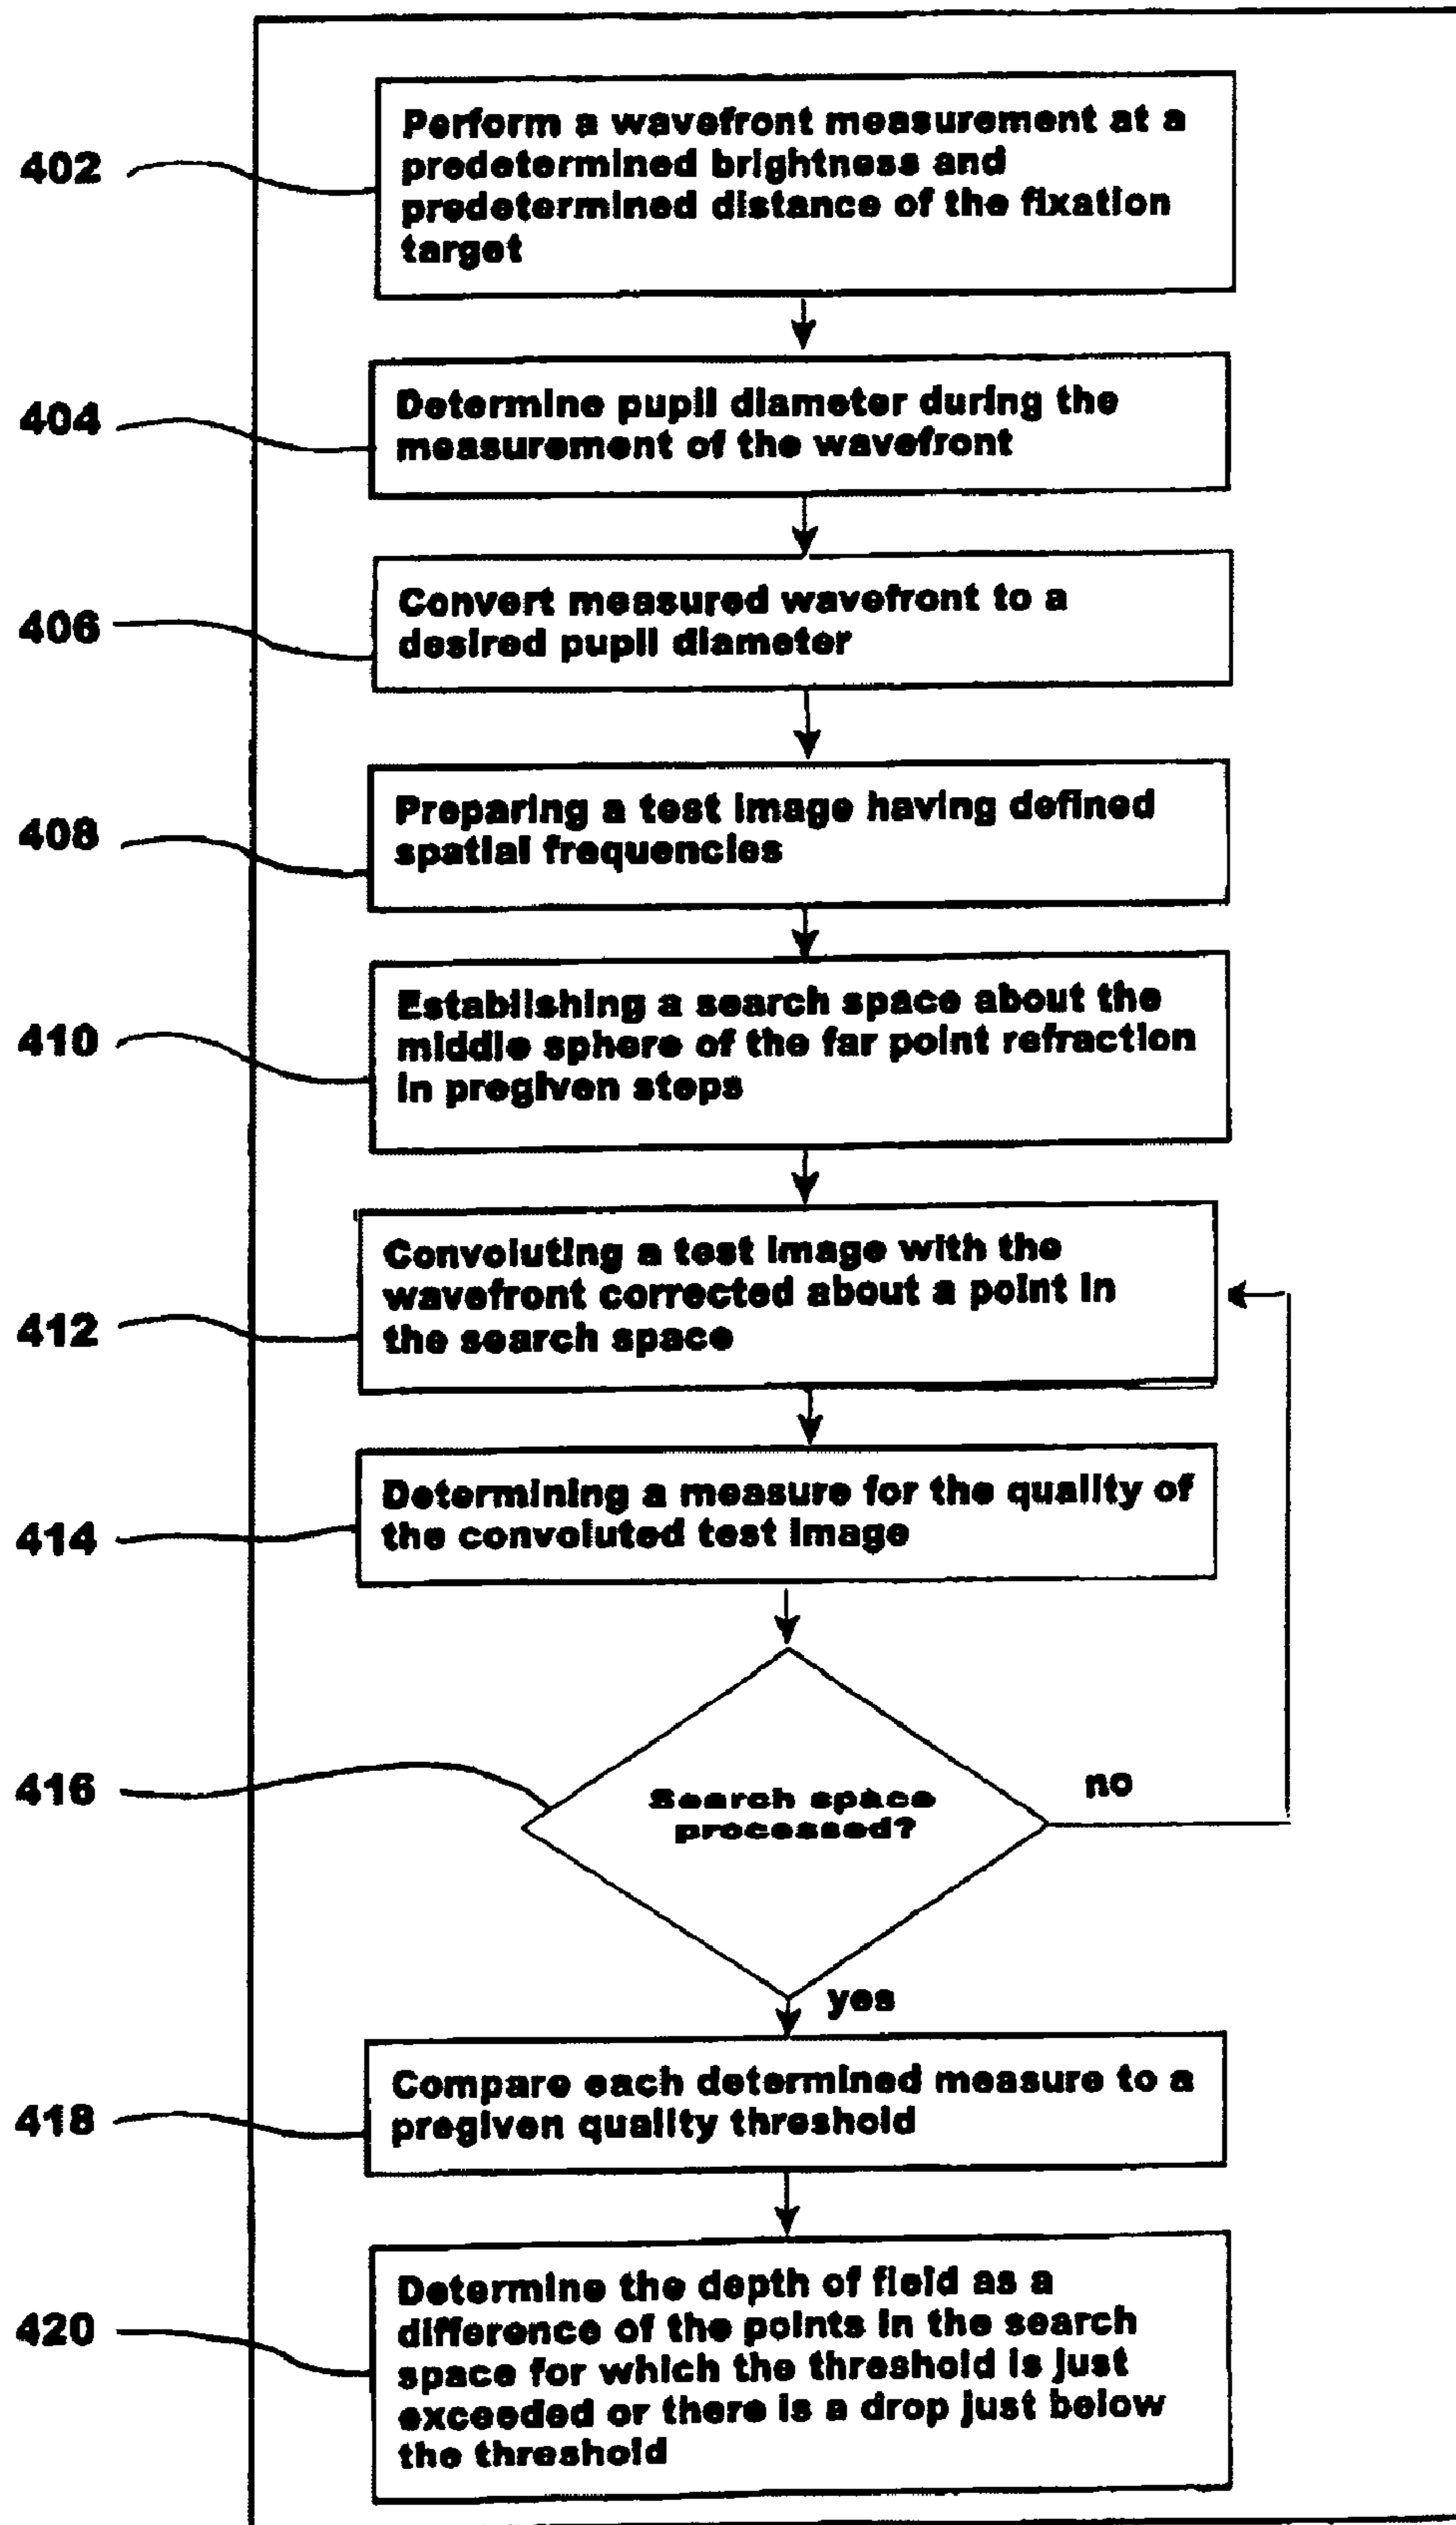 402
Perform a wavefront measurement at a
predetermined brightness and
predetermined distance of the fixation
target
404
Determine pupil diameter during the
measurement of the wavefront
406
Convert measured wavefront to a
desired pupil diameter
408
Preparing a test image having defined
spatial frequencies
410
Establishing a search space about the
middle sphere of the far point refraction
in pregiven steps
412
Convoluting a test image with the
wavefront corrected about a point in
the search space
414
Determining a measure for the quality of
the convoluted test image
416
Search space
processed?
no
yes
418
Compare each determined measure to a
pregiven quality threshold
420
Determine the depth of field as a
difference of the points in the search
space for which the threshold is just
exceeded or there is a drop just below
the threshold